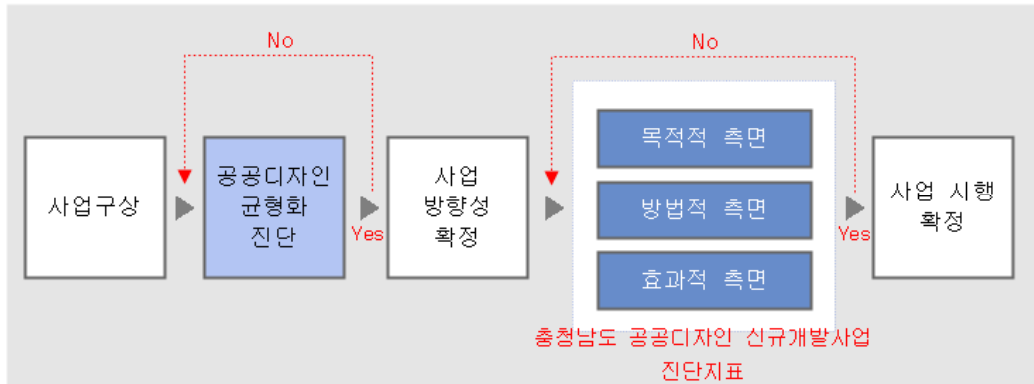 No
No
사업구상
공공디자인
균형화
진단
Yes
사업
방향성
확정
목적적 측면
방법적 측면
효과적 측면
Yes
사업 시행
확정
충청남도 공공디자인 신규개발사업
진단지표